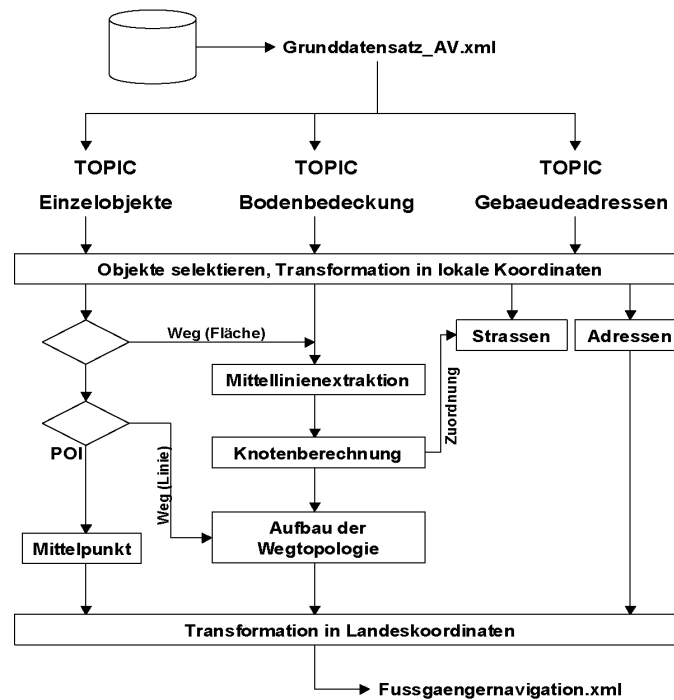 Grunddatensatz_AV.xml
TOPIC
Einzelobjekte
TOPIC
Bodenbedeckung
TOPIC
Gebaeudeadressen
Objekte selektieren, Transformation in lokale Koordinaten
Weg (Fläche)
Strassen
Adressen
Mittellinienextraktion
Zuordnung
POI
Knotenberechnung
Weg (Linie)
Aufbau der
Wegtopologie
Mittelpunkt
Transformation in Landeskoordinaten
Fussgaengernavigation.xml